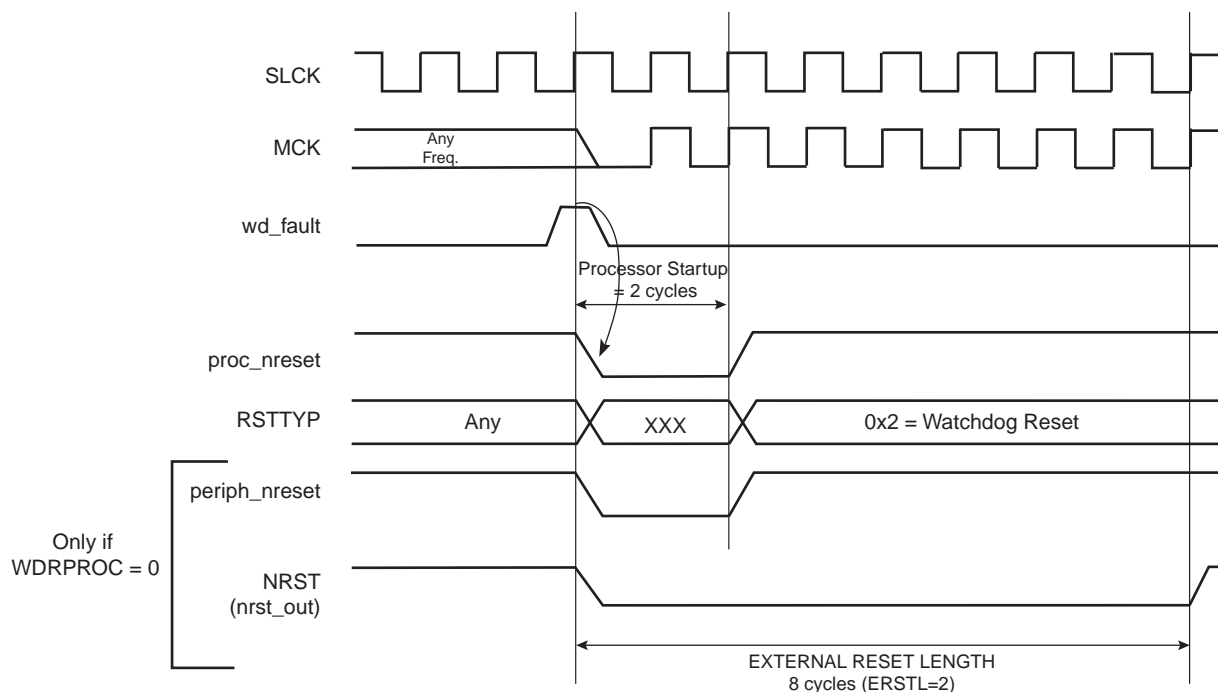 SLCK
MCK
Any
Freq.
wd_fault
Processor Startup
= 2 cycles
proc_nreset
RSTTYP
Any
XXX
0x2 = Watchdog Reset
periph_nreset
Only if
WDRPROC = 0
NRST
(nrst_out)
EXTERNAL RESET LENGTH
8 cycles (ERSTL=2)